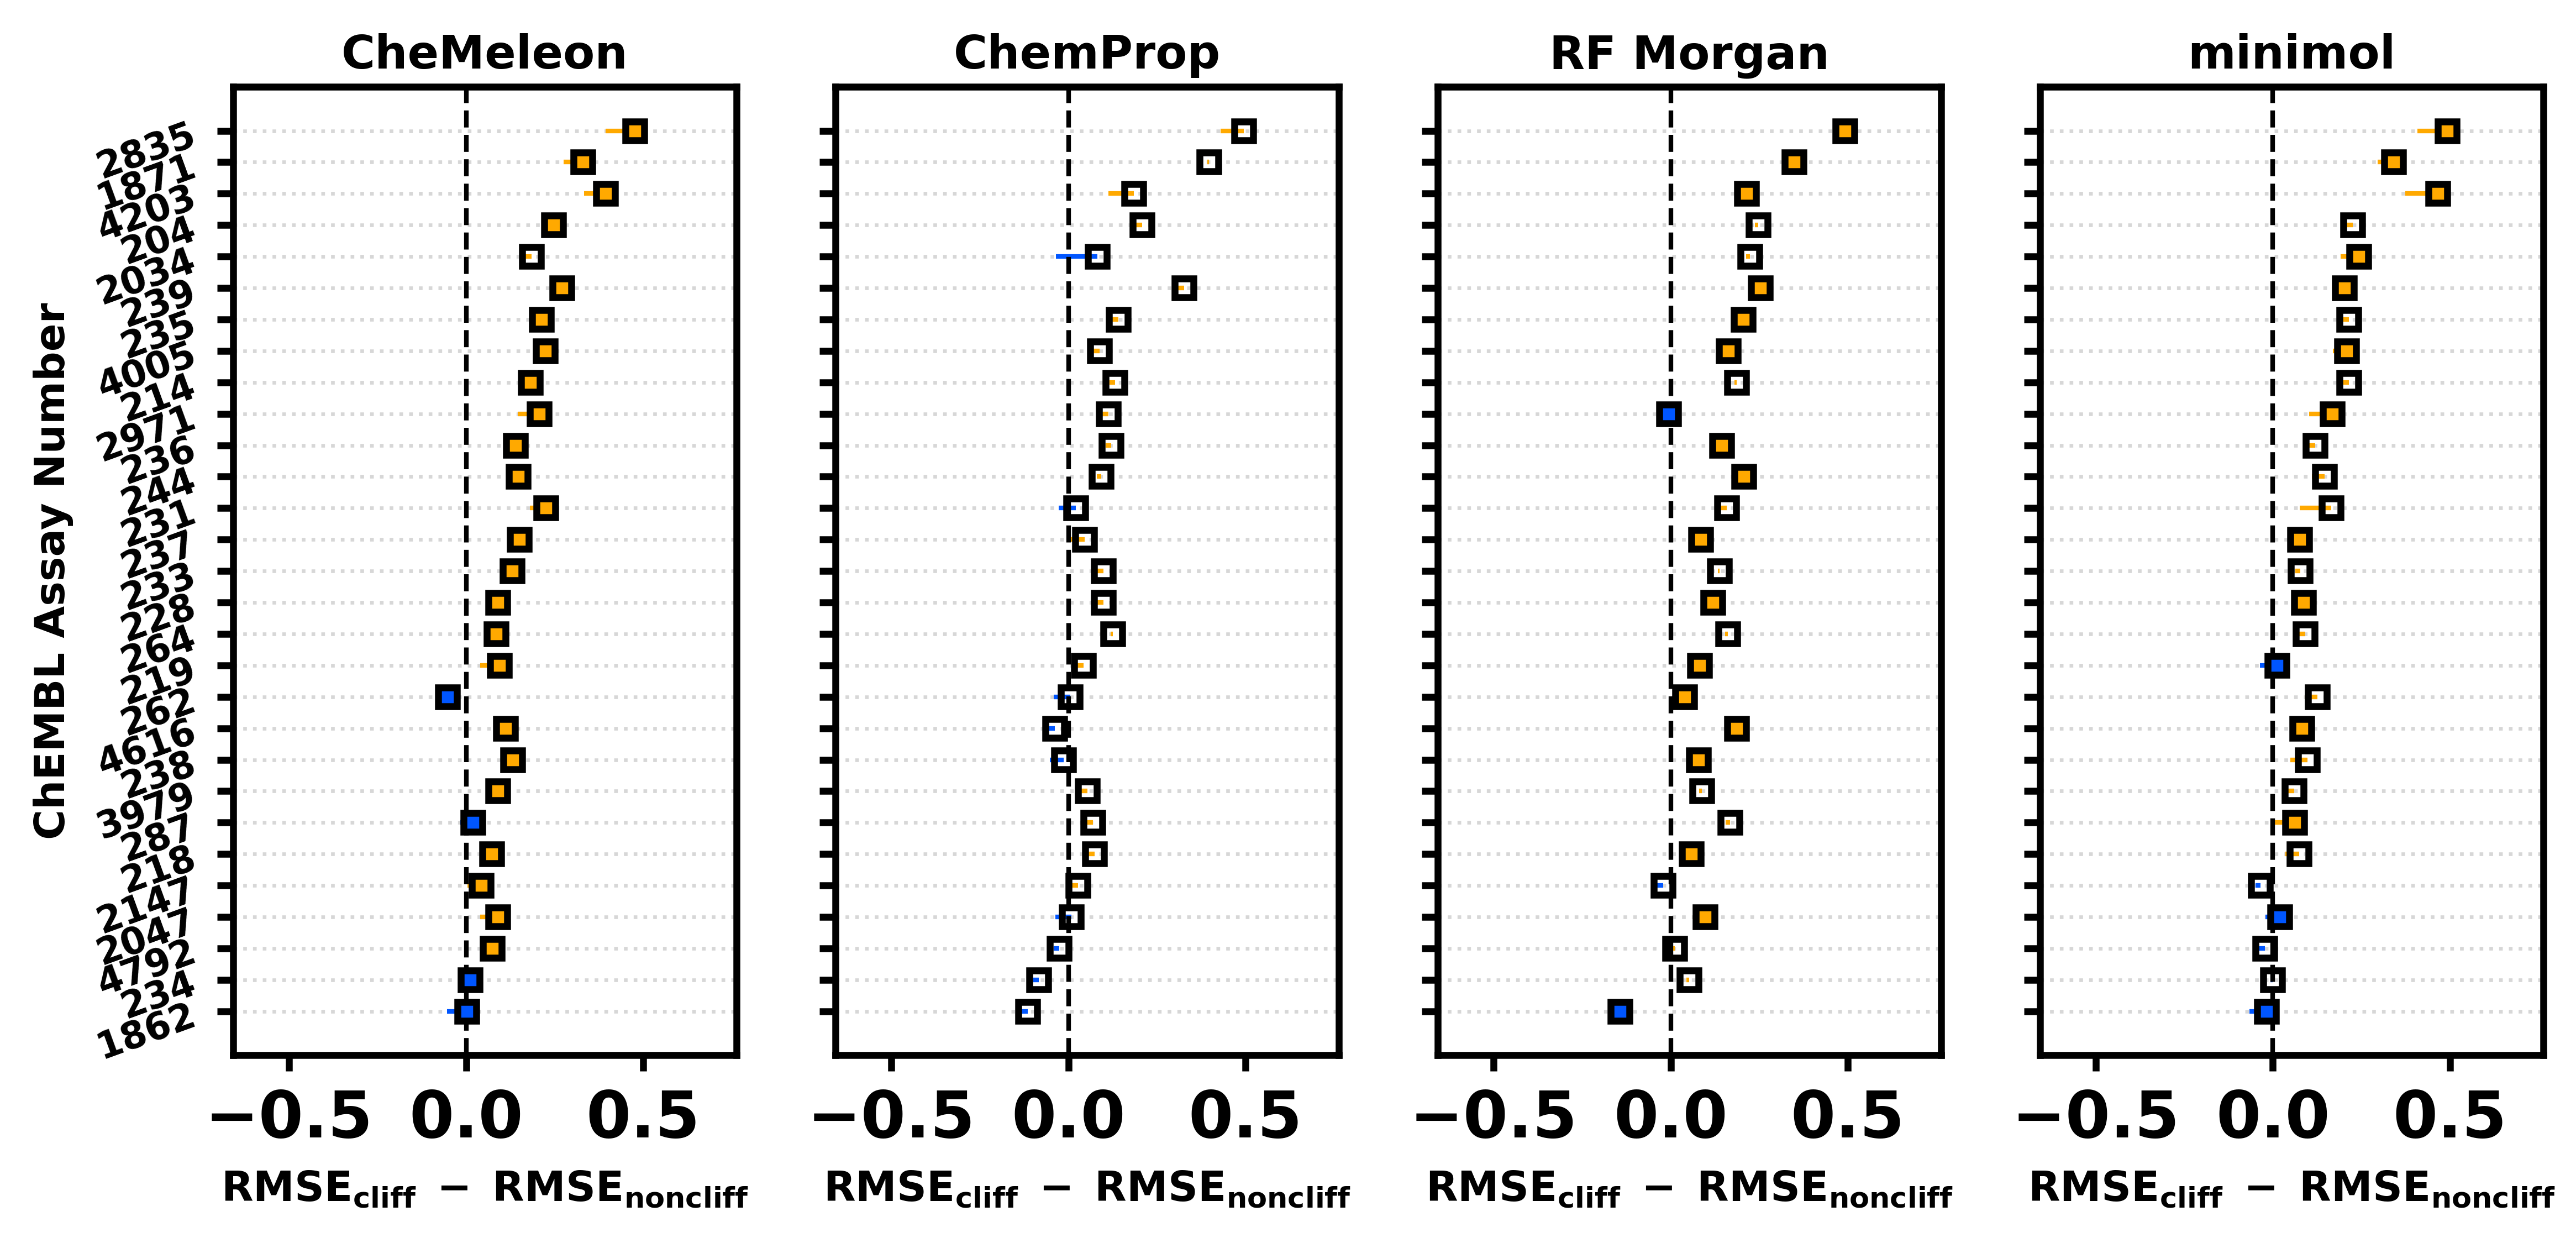 CheMeleon
ChemProp
RF Morgan
minimol
ChEMBL Assay Number
2835
1871
4203
204
2034
239
235
4005
214
2971
236
244
231
237
233
228
264
219
262
4616
238
3979
287
218
2147
2047
4792
234
1862
−0.5 0.0 0.5
−0.5 0.0 0.5
−0.5 0.0 0.5
−0.5 0.0 0.5
RMSEcliff − RMSEnoncliff
RMSEcliff − RMSEnoncliff
RMSEcliff − RMSEnoncliff
RMSEcliff − RMSEnoncliff